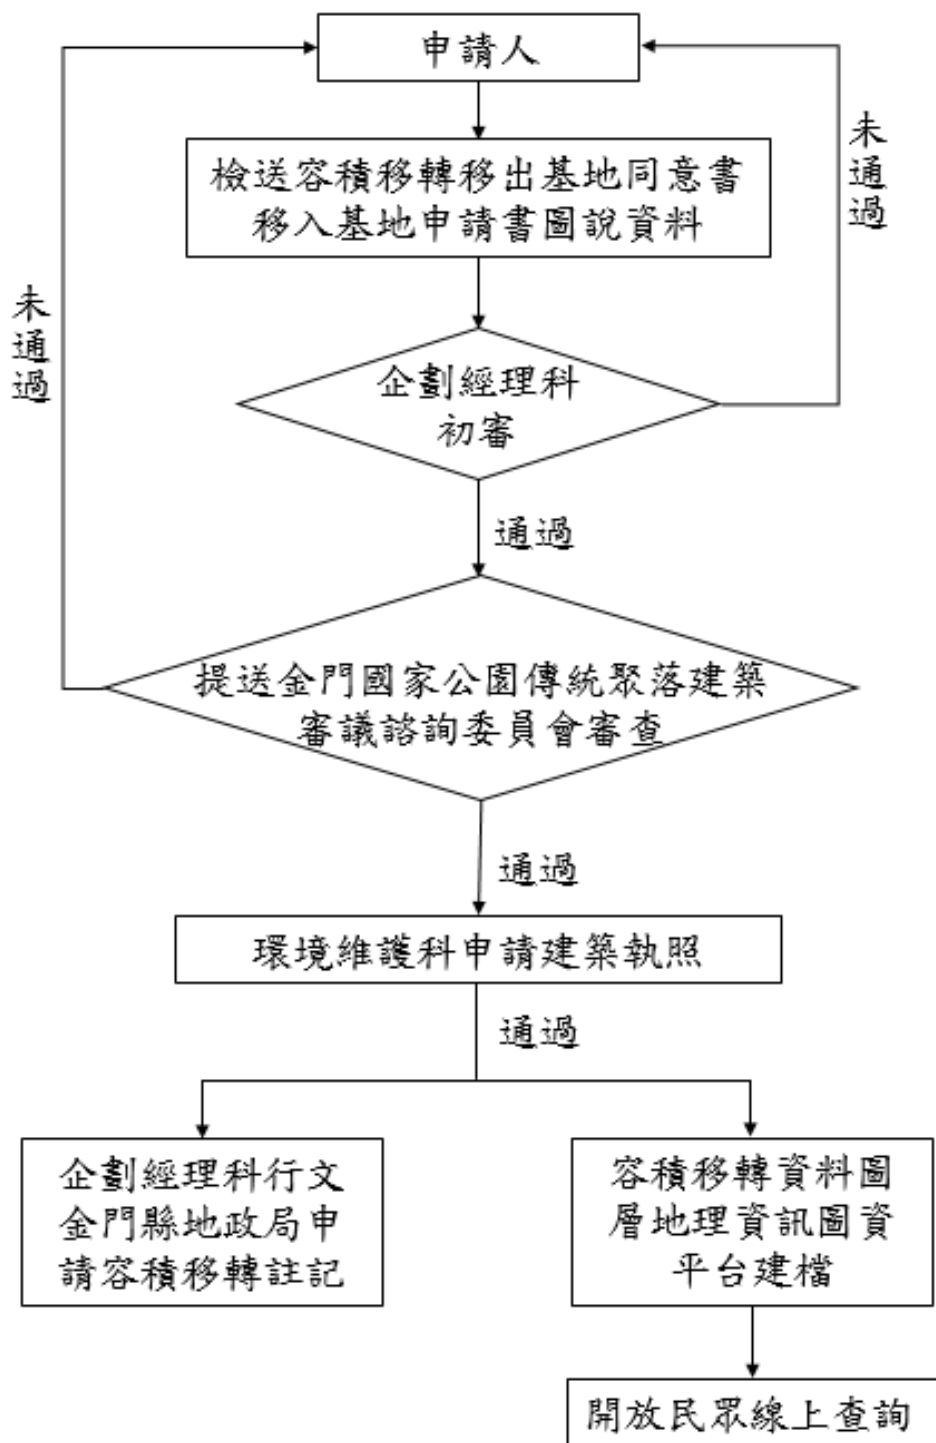 申請人
檢送容積移轉移出基地同意書
移入基地申請書圖說資料
未通過
企劃經理科
初審
未通過
通過
提送金門國家公園傳統聚落建築
審議諮詢委員會審查
通過
環境維護科申請建築執照
通過
企劃經理科行文
金門縣地政局申
請容積移轉註記
容積移轉資料圖
層地理資訊圖資
平台建檔
開放民眾線上查詢